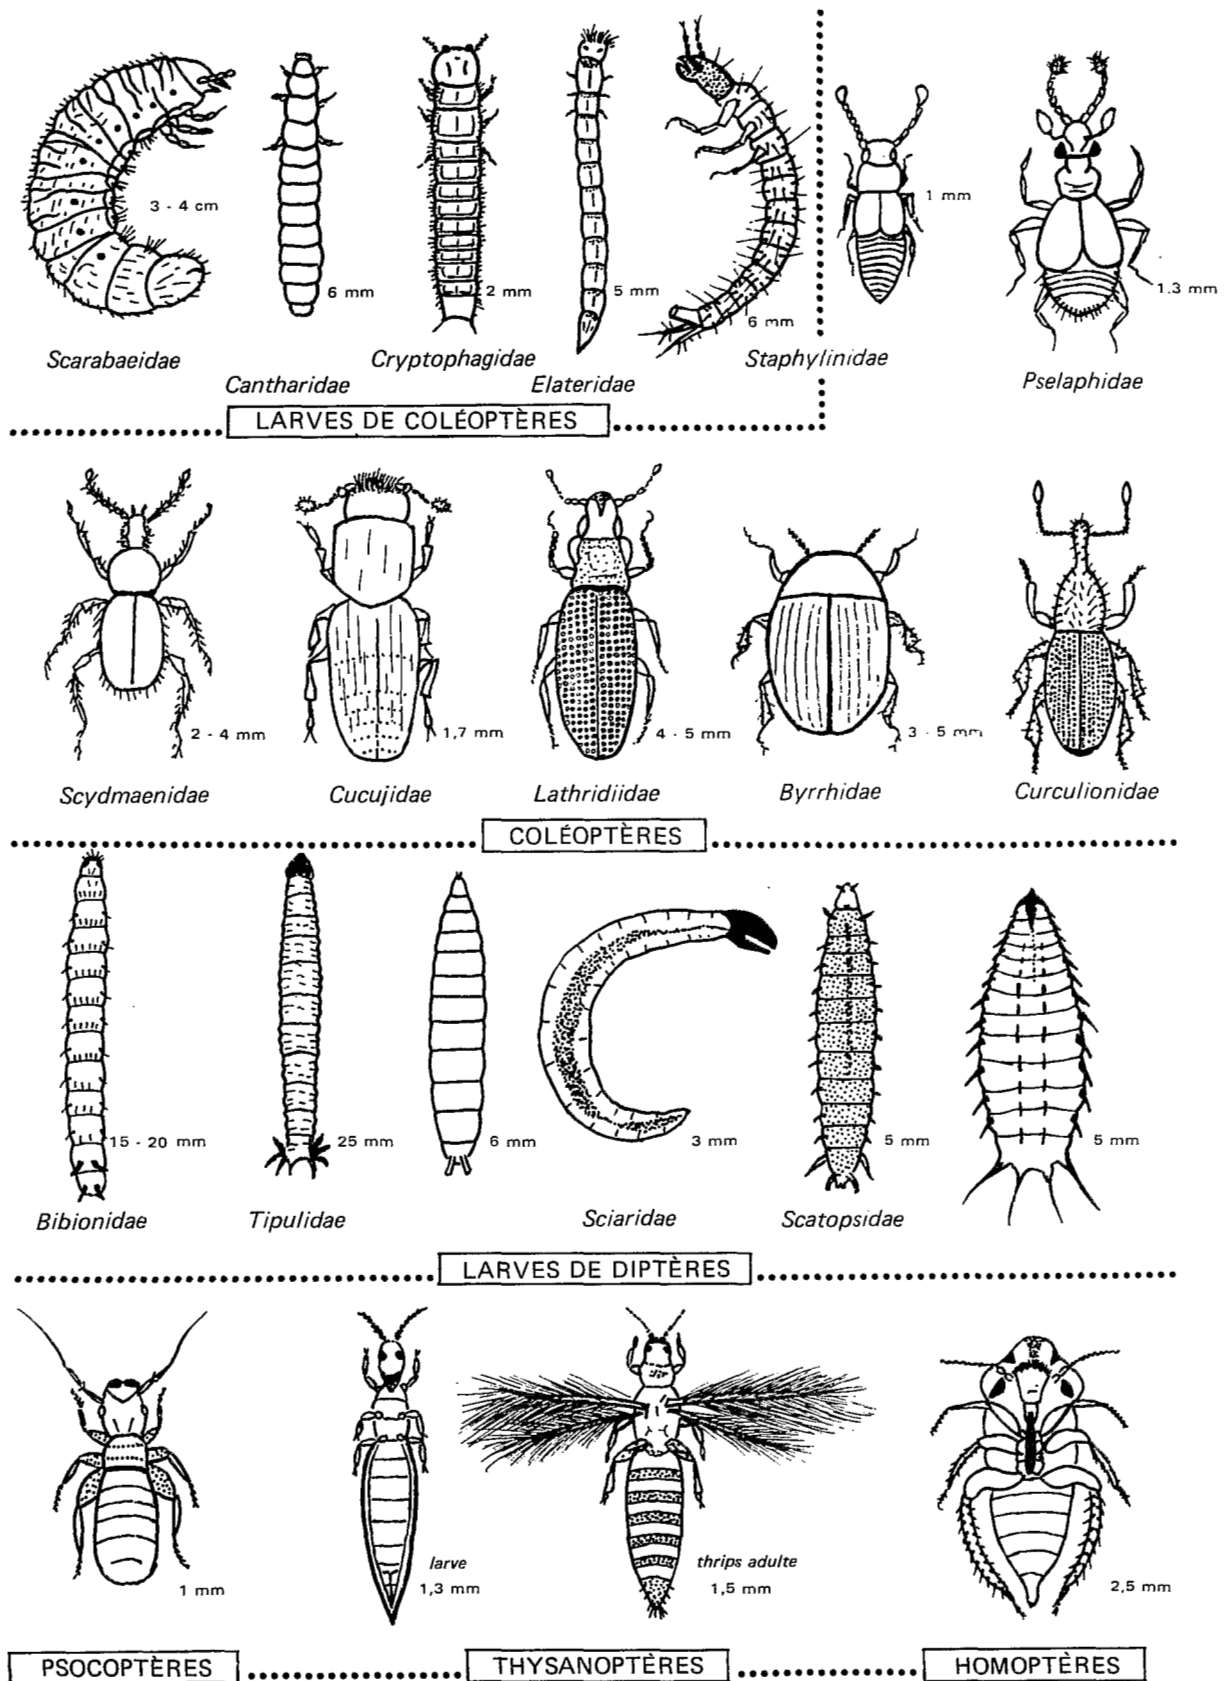 3 - 4 cm
6 mm
2 mm
5 mm
6 mm
1 mm
1.3 mm
Scarabaeidae
Cantharidae
Cryptophagidae
Elateridae
Staphylinidae
Pselaphidae
LARVES DE COLÉOPTÈRES
2 - 4 mm
1,7 mm
4 - 5 mm
3 - 5 mm
Scydmaenidae
Cucujidae
Lathridiidae
Byrrhidae
Curculionidae
COLÉOPTÈRES
15 - 20 mm
25 mm
6 mm
3 mm
5 mm
5 mm
Bibionidae
Tipulidae
Sciaridae
Scatopsidae
LARVES DE DIPTÈRES
1 mm
larve
1,3 mm
thrips adulte
1,5 mm
2,5 mm
PSOCOPTÈRES
THYSANOPTÈRES
HOMOPTÈRES